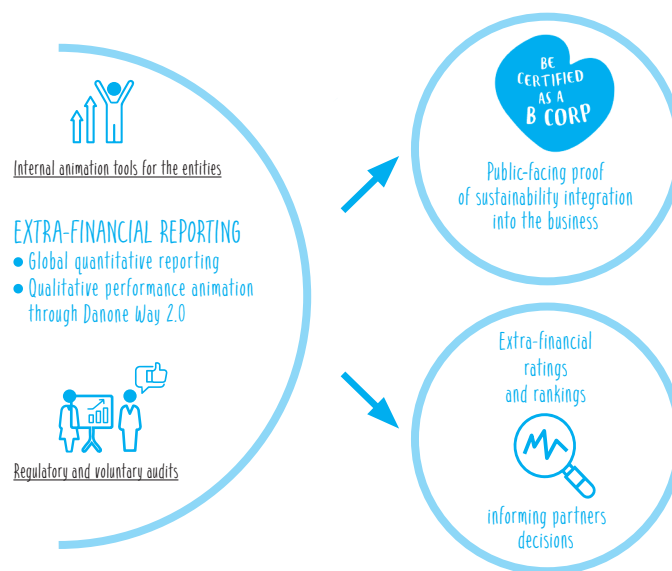 Internal animation tools for the entities
EXTRA-FINANCIAL REPORTING
● Global quantitative reporting
● Qualitative performance animation
through Danone Way 2.0
Regulatory and voluntary audits
BE
CERTIFIED
AS A
B CORP
Public-facing proof
of sustainability integration
into the business
Extra-financial
ratings
and rankings
informing partners
decisions